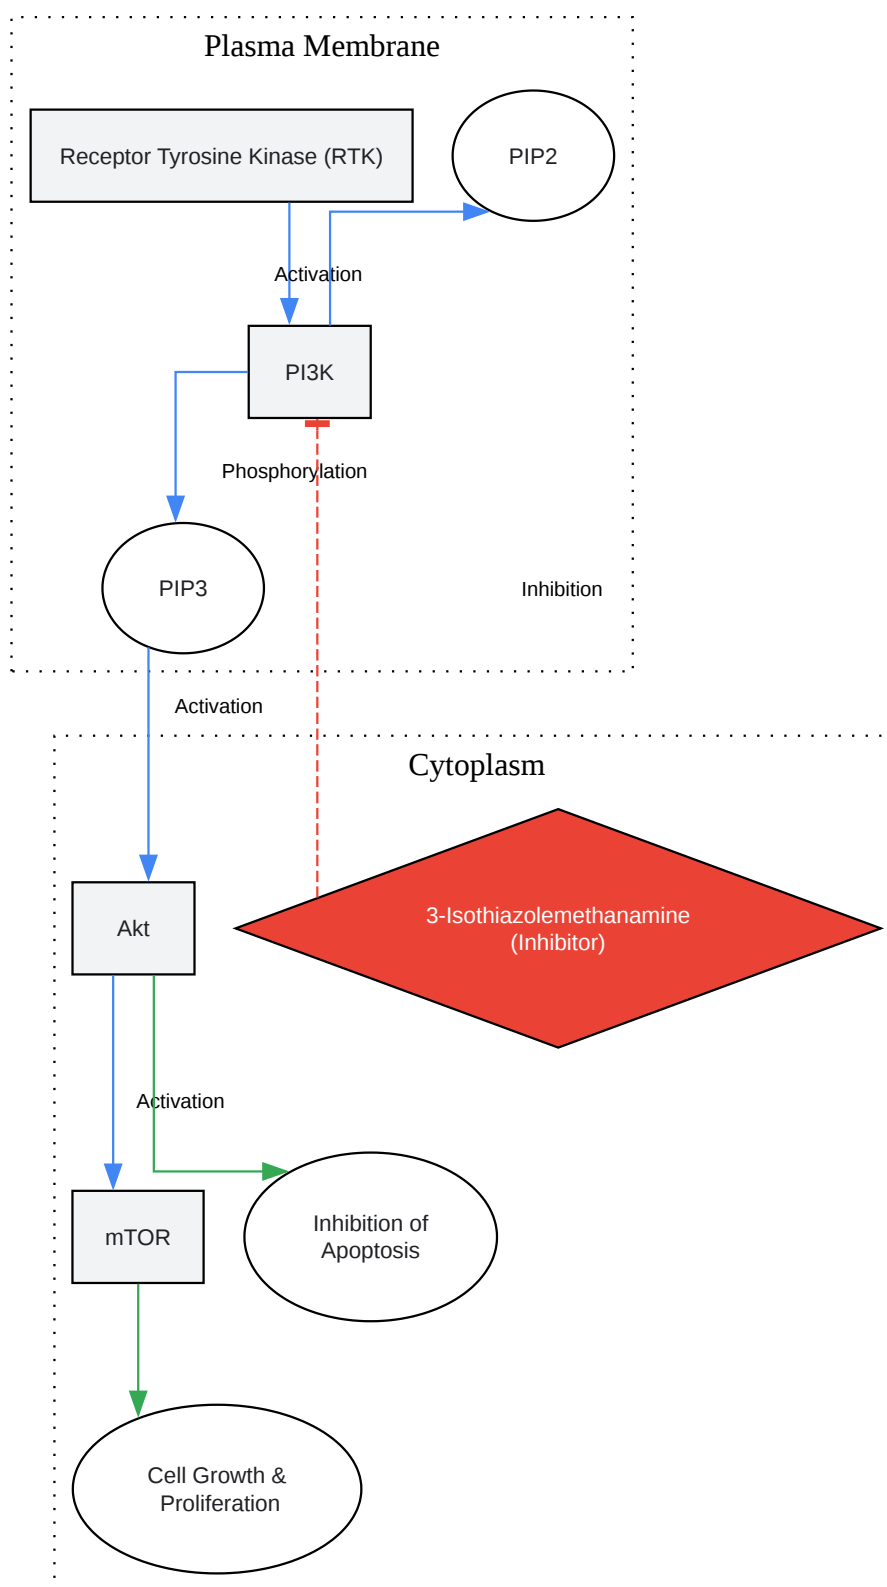 Plasma Membrane
Receptor Tyrosine Kinase (RTK)
PIP2
Activation
PI3K
Phosphorylation
PIP3
Inhibition
Activation
Cytoplasm
Akt
3-Isothiazolemethanamine
(Inhibitor)
Activation
mTOR
Inhibition of
Apoptosis
Cell Growth &
Proliferation